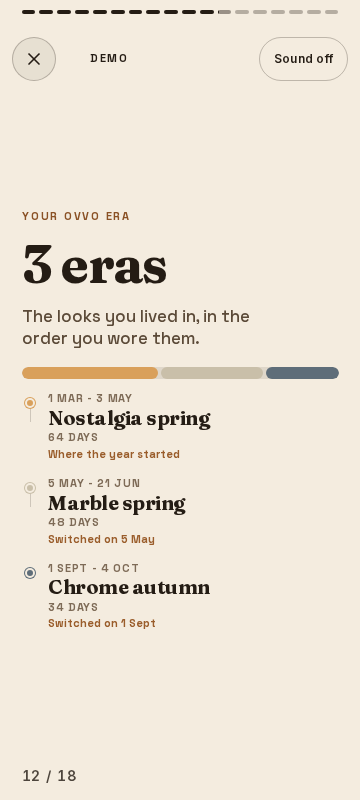 DEMO
Sound off
YOUR OVVO ERA
3 eras
The looks you lived in, in the
order you wore them.
1 MAR - 3 MAY
Nostalgia spring
64 DAYS
Where the year started
5 MAY - 21 JUN
Marble spring
48 DAYS
Switched on 5 May
1 SEPT - 4 OCT
Chrome autumn
34 DAYS
Switched on 1 Sept
12 / 18